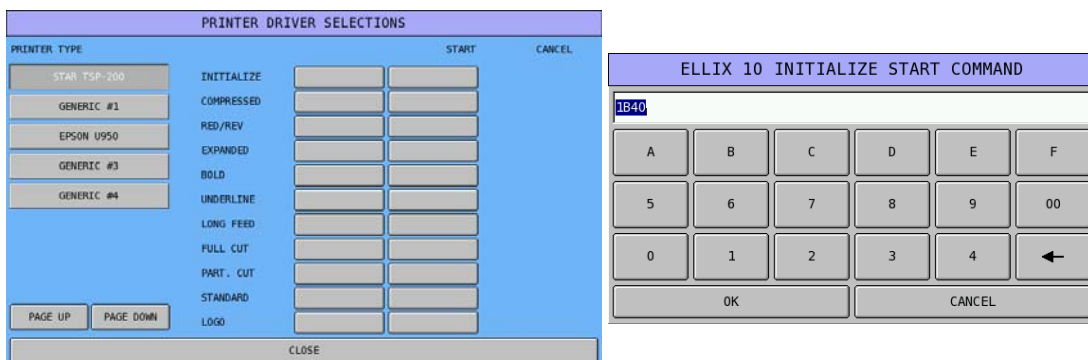 PRINTER DRIVER SELECTIONS
PRINTER TYPE START CANCEL
STAR TSP-200
GENERIC #1
EPSON U950
GENERIC #3
GENERIC #4
INITIALIZE
COMPRESSED
RED/REV
EXPANDED
BOLD
UNDERLINE
LONG FEED
FULL CUT
PART. CUT
STANDARD
LOGO
PAGE UP PAGE DOWN
CLOSE
ELLIX 10 INITIALIZE START COMMAND
1B40
A B C D E F
5 6 7 8 9 00
0 1 2 3 4 ←
OK CANCEL